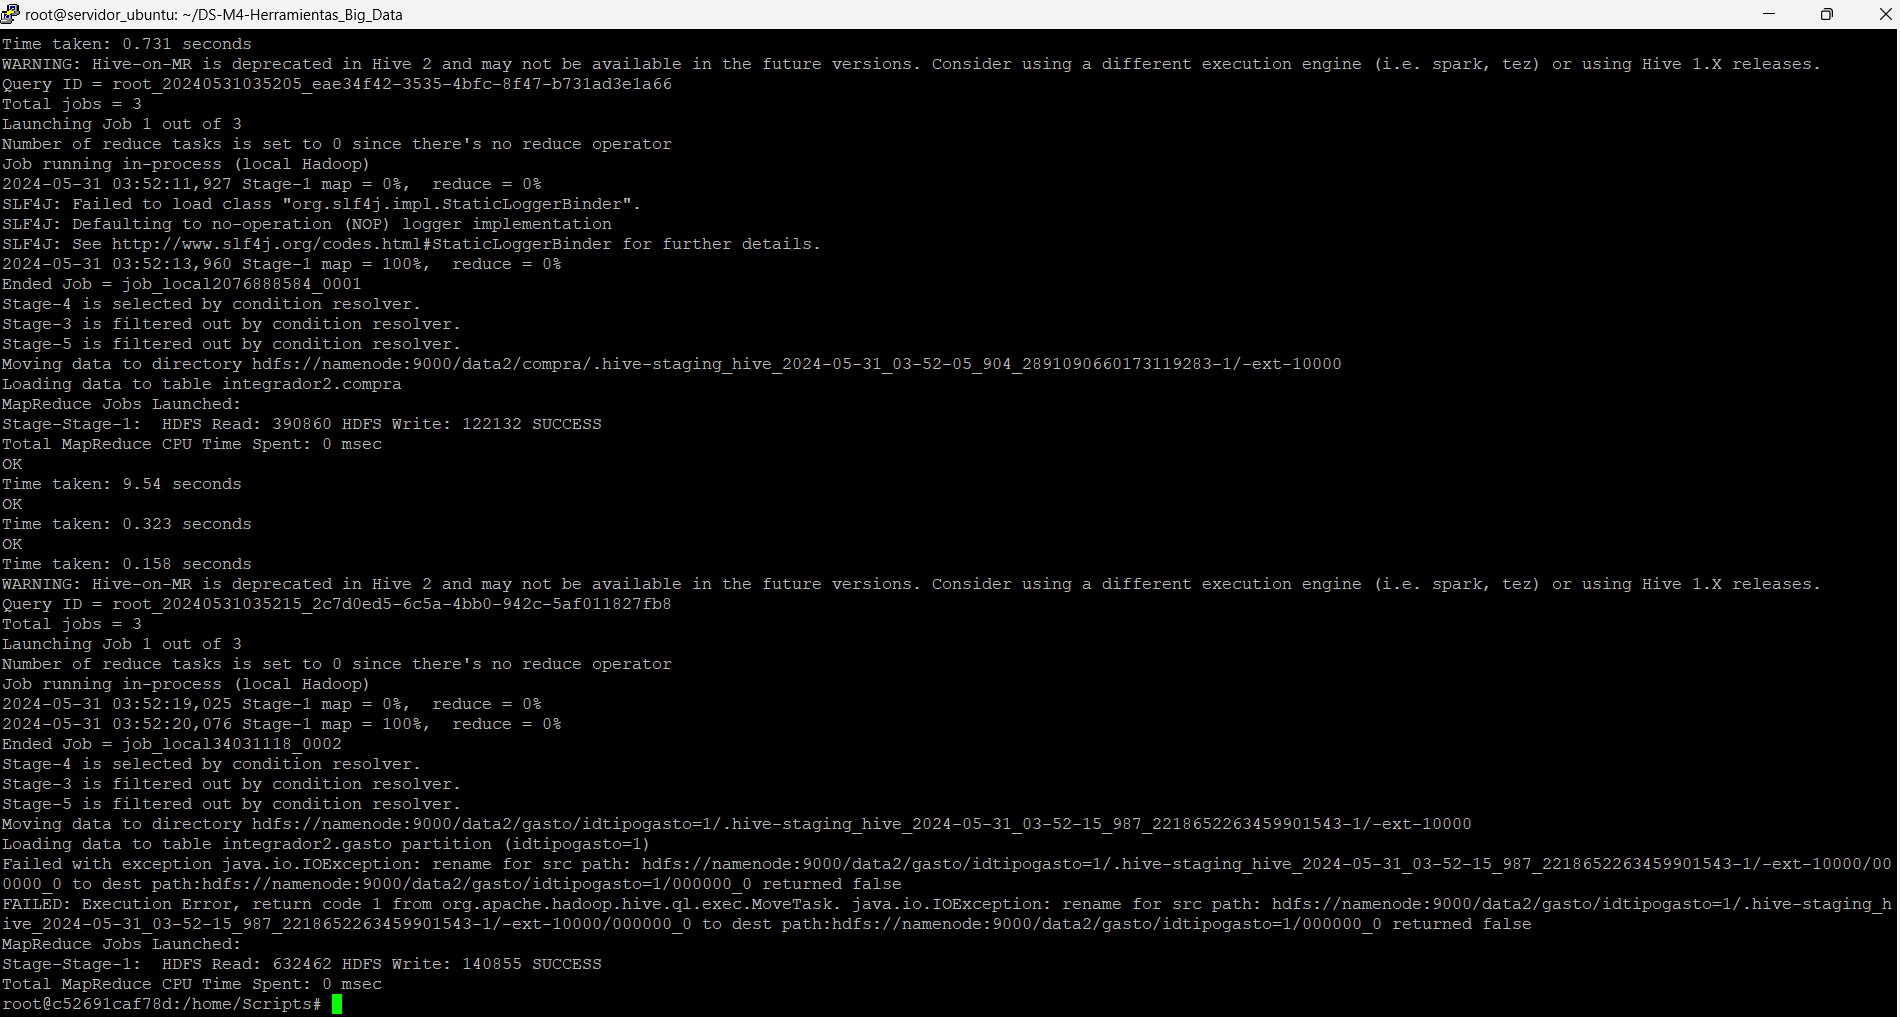 root@servidor_ubuntu: ~/DS-M4-Herramientas_Big_Data
Time taken: 0.731 seconds
WARNING: Hive-on-MR is deprecated in Hive 2 and may not be available in the future versions. Consider using a different execution engine (i.e. spark, tez) or using Hive 1.X releases.
Query ID = root_20240531035205_eae34f42-3535-4bfc-8f47-b731ad3e1a66
Total jobs = 3
Launching Job 1 out of 3
Number of reduce tasks is set to 0 since there's no reduce operator
Job running in-process (local Hadoop)
2024-05-31 03:52:11,927 Stage-1 map = 0%,  reduce = 0%
SLF4J: Failed to load class "org.slf4j.impl.StaticLoggerBinder".
SLF4J: Defaulting to no-operation (NOP) logger implementation
SLF4J: See http://www.slf4j.org/codes.html#StaticLoggerBinder for further details.
2024-05-31 03:52:13,960 Stage-1 map = 100%,  reduce = 0%
Ended Job = job_local2076888584_0001
Stage-4 is selected by condition resolver.
Stage-3 is filtered out by condition resolver.
Stage-5 is filtered out by condition resolver.
Moving data to directory hdfs://namenode:9000/data2/compra/.hive-staging_hive_2024-05-31_03-52-05_904_2891090660173119283-1/-ext-10000
Loading data to table integrador2.compra
MapReduce Jobs Launched:
Stage-Stage-1:  HDFS Read: 390860 HDFS Write: 122132 SUCCESS
Total MapReduce CPU Time Spent: 0 msec
OK
Time taken: 9.54 seconds
OK
Time taken: 0.323 seconds
OK
Time taken: 0.158 seconds
WARNING: Hive-on-MR is deprecated in Hive 2 and may not be available in the future versions. Consider using a different execution engine (i.e. spark, tez) or using Hive 1.X releases.
Query ID = root_20240531035215_2c7d0ed5-6c5a-4bb0-942c-5af011827fb8
Total jobs = 3
Launching Job 1 out of 3
Number of reduce tasks is set to 0 since there's no reduce operator
Job running in-process (local Hadoop)
2024-05-31 03:52:19,025 Stage-1 map = 0%,  reduce = 0%
2024-05-31 03:52:20,076 Stage-1 map = 100%,  reduce = 0%
Ended Job = job_local34031118_0002
Stage-4 is selected by condition resolver.
Stage-3 is filtered out by condition resolver.
Stage-5 is filtered out by condition resolver.
Moving data to directory hdfs://namenode:9000/data2/gasto/idtipogasto=1/.hive-staging_hive_2024-05-31_03-52-15_987_2218652263459901543-1/-ext-10000
Loading data to table integrador2.gasto partition (idtipogasto=1)
Failed with exception java.io.IOException: rename for src path: hdfs://namenode:9000/data2/gasto/idtipogasto=1/.hive-staging_hive_2024-05-31_03-52-15_987_2218652263459901543-1/-ext-10000/00
0000_0 to dest path:hdfs://namenode:9000/data2/gasto/idtipogasto=1/000000_0 returned false
FAILED: Execution Error, return code 1 from org.apache.hadoop.hive.ql.exec.MoveTask. java.io.IOException: rename for src path: hdfs://namenode:9000/data2/gasto/idtipogasto=1/.hive-staging_h
ive_2024-05-31_03-52-15_987_2218652263459901543-1/-ext-10000/000000_0 to dest path:hdfs://namenode:9000/data2/gasto/idtipogasto=1/000000_0 returned false
MapReduce Jobs Launched:
Stage-Stage-1:  HDFS Read: 632462 HDFS Write: 140855 SUCCESS
Total MapReduce CPU Time Spent: 0 msec
root@c52691caf78d:/home/Scripts#